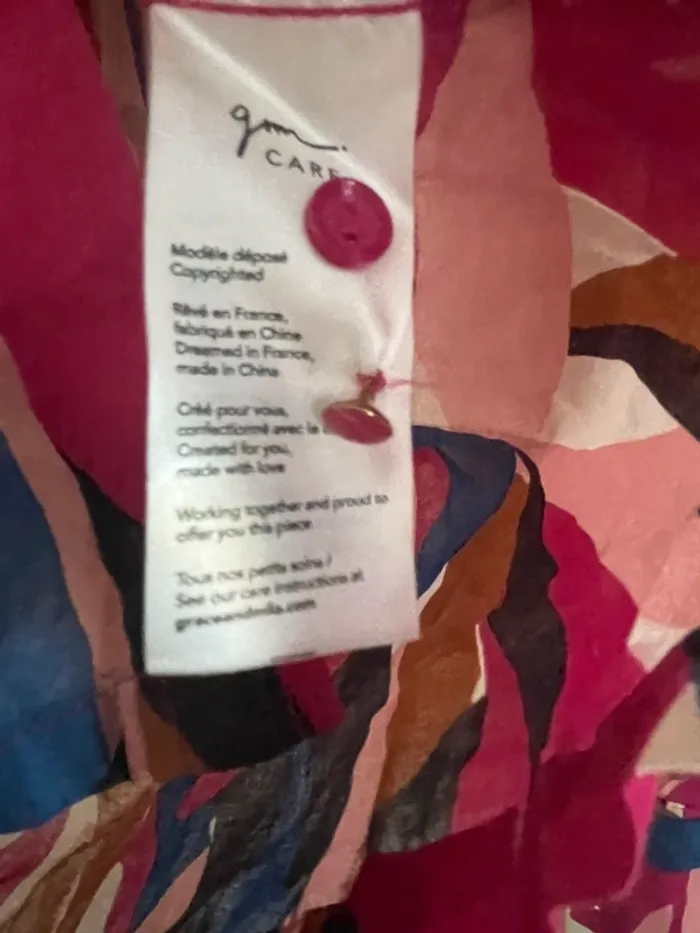 gm.
CARE
Modèle déposé
Copyrighted
Rêvé en France,
fabriqué en Chine
Dreamed in France,
made in China
Créé pour vous,
confectionné avec le
Created for you,
made with love
Working together and proud to
offer you this piece
Tous nos petits soins /
See our care instructions at
graceandmila.com